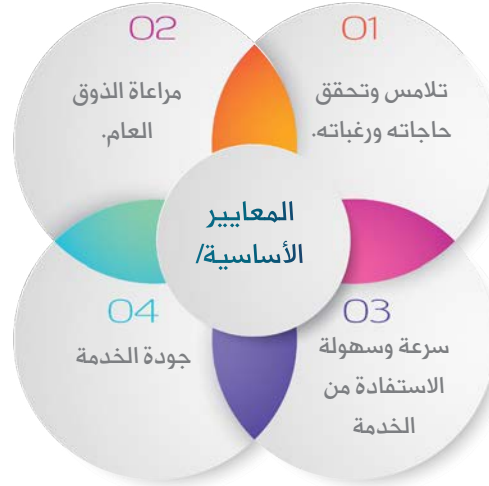 01
تلامس وتحقق
حاجاته ورغباته.
02
مراعاة الذوق
العام.
المعايير
الأساسية/
03
سرعة وسهولة
الاستفادة من
الخدمة
04
جودة الخدمة